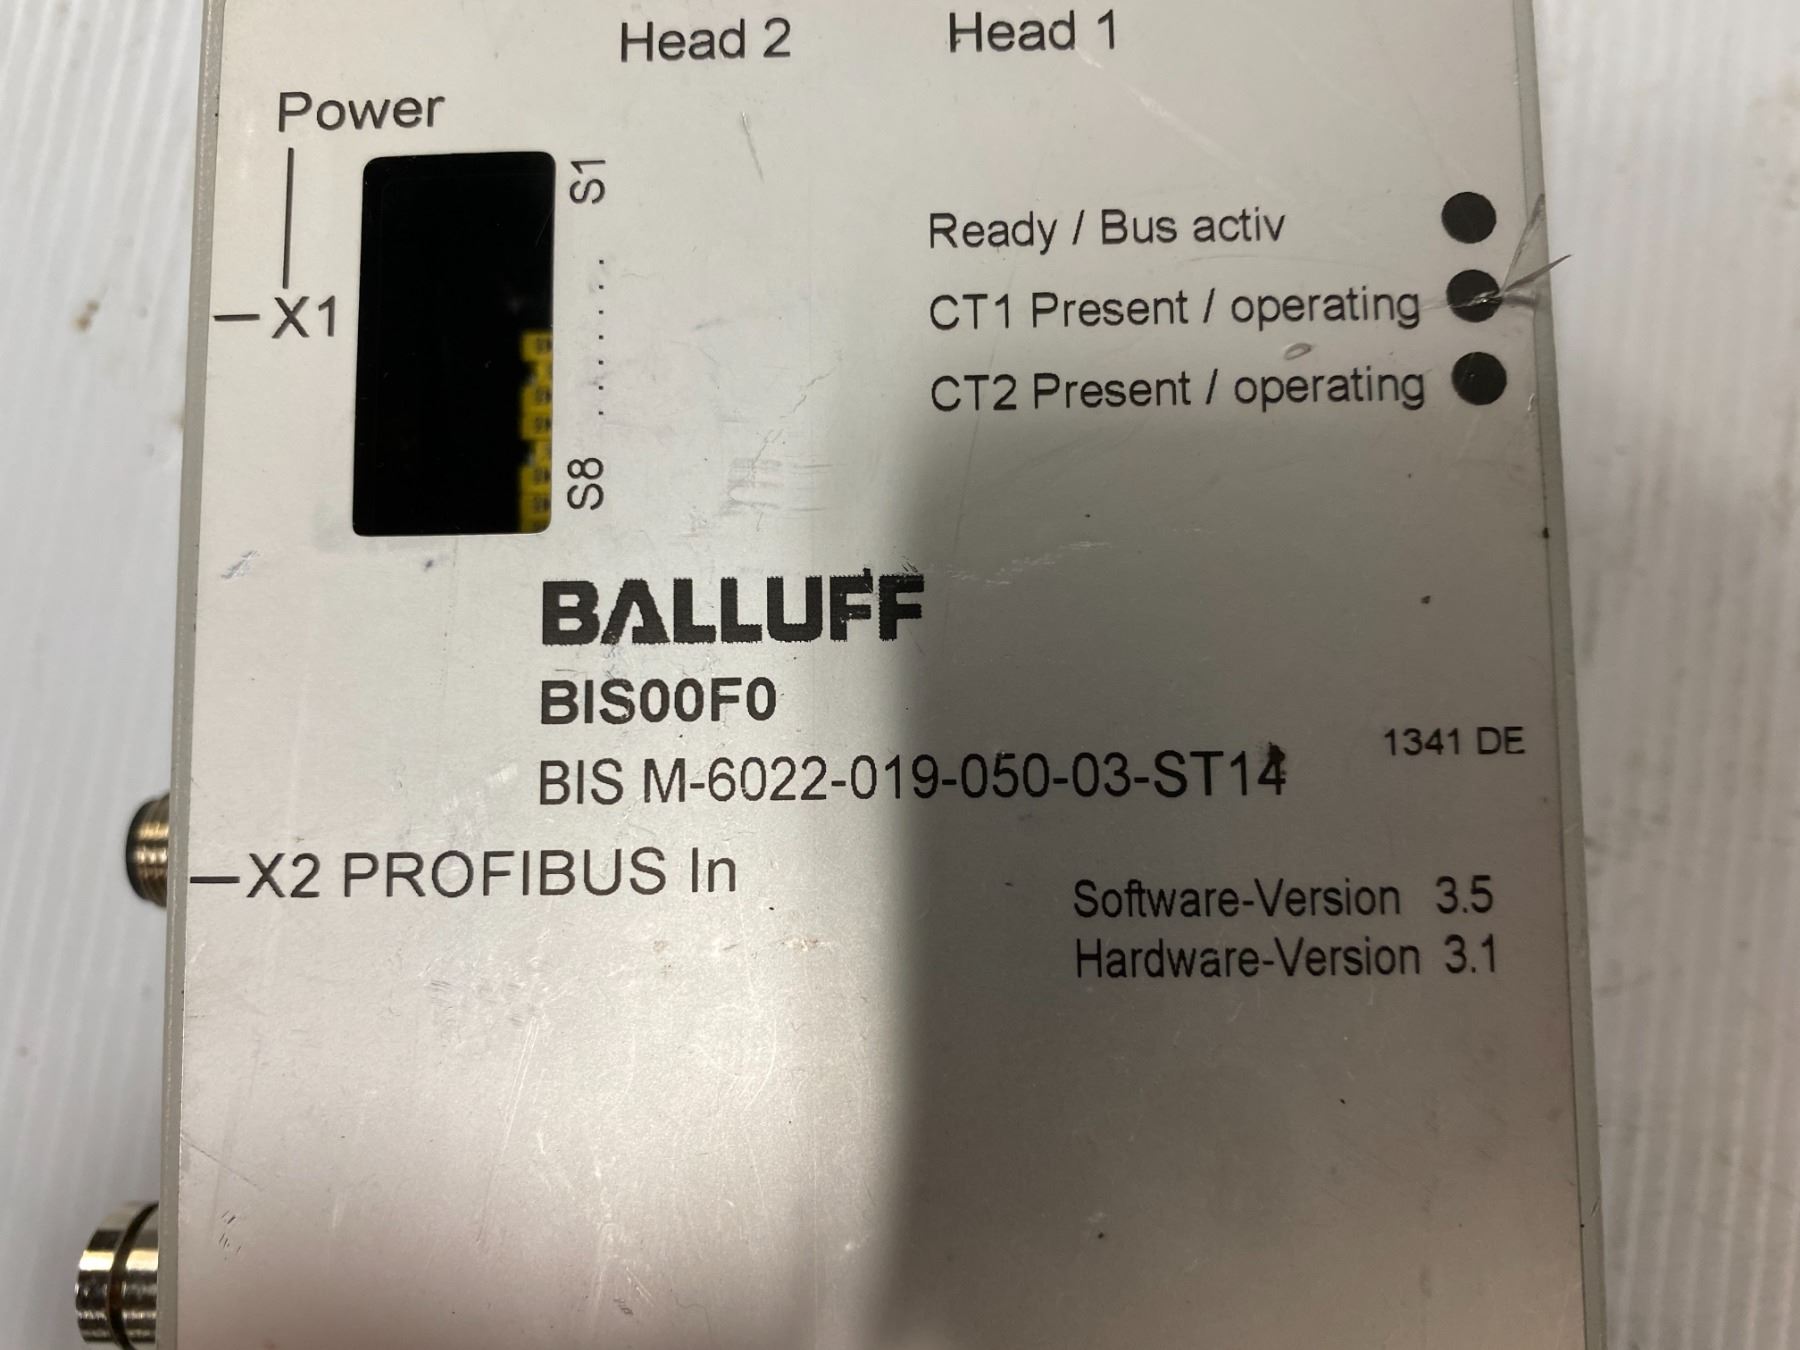 Head 2 Head 1
Power
S1
Ready / Bus activ
X1
CT1 Present / operating
CT2 Present / operating
S8
BALLUFF
BIS00F0
1341 DE
BIS M-6022-019-050-03-ST14
X2 PROFIBUS In
Software-Version 3.5
Hardware-Version 3.1